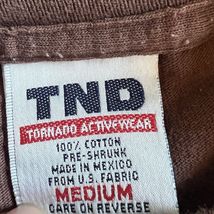 TND
TORNADO ACTIVEWEAR
100% COTTON
PRE-SHRUNK
MADE IN MEXICO
FROM U.S. FABRIC
MEDIUM
CARE ON REVERSE